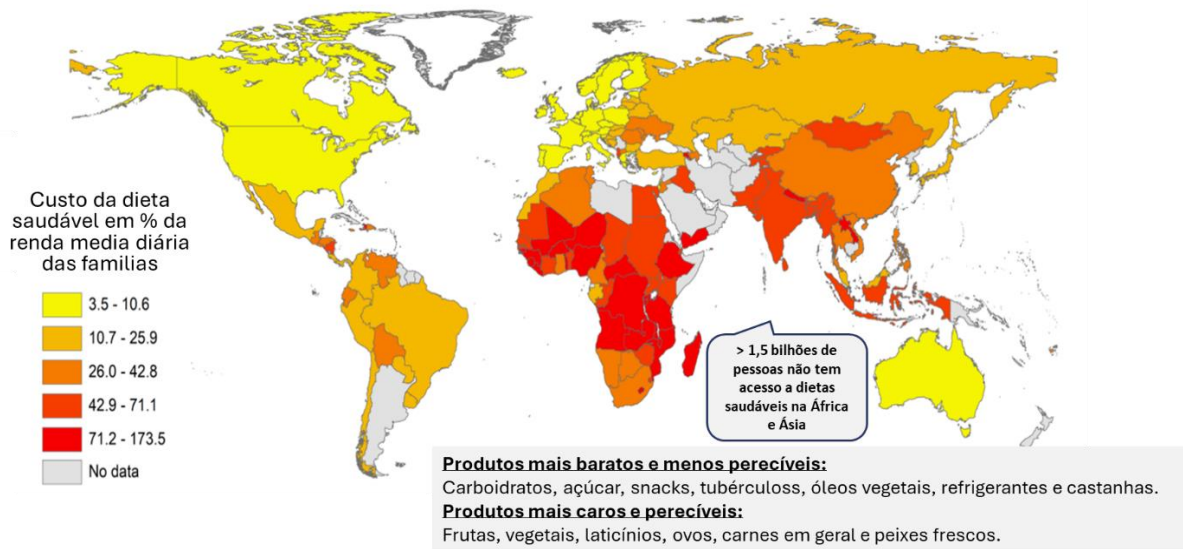 Custo da dieta
saudável em % da
renda media diária
das familias
3.5 - 10.6
10.7 - 25.9
26.0 - 42.8
42.9 - 71.1
71.2 - 173.5
No data
> 1,5 bilhões de
pessoas não tem
acesso a dietas
saudáveis na África
e Ásia
Produtos mais baratos e menos perecíveis:
Carboidratos, açúcar, snacks, tubérculoss, óleos vegetais, refrigerantes e castanhas.
Produtos mais caros e perecíveis:
Frutas, vegetais, laticínios, ovos, carnes em geral e peixes frescos.